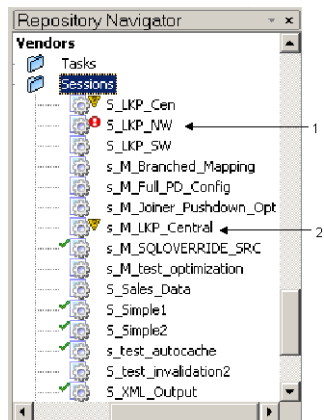 Repository Navigator
Vendors
Tasks
Sessions
S_LKP_Cen
S_LKP_NW
1
S_LKP_SW
s_M_Branched_Mapping
s_M_Full_PD_Config
s_M_Joiner_Pushdown_Opt
s_M_LKP_Central
2
s_M_SQLOVERRIDE_SRC
s_M_test_optimization
S_Sales_Data
S_Simple1
S_Simple2
s_test_autocache
S_test_invalidation2
S_XML_Output